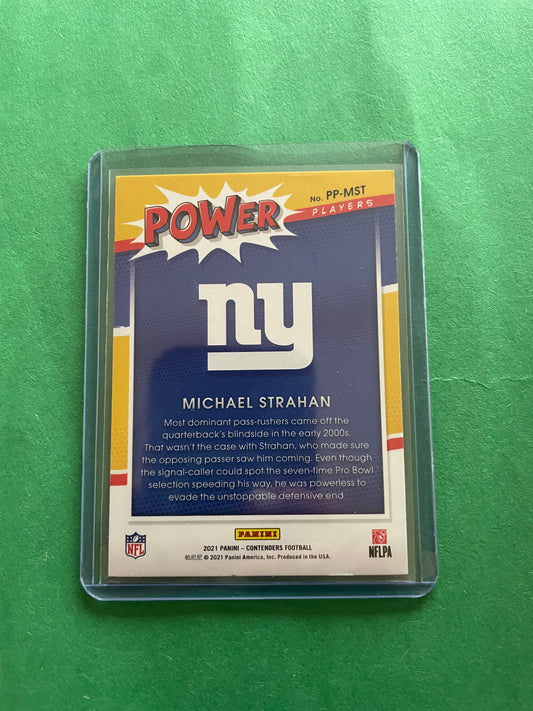 POWER
No. PP-MST
PLAYERS
ny
MICHAEL STRAHAN
Most dominant pass-rushers came off the
quarterback's blindside in the early 2000s.
That wasn't the case with Strahan, who made sure
the opposing passer saw him coming. Even though
the signal-caller could spot the seven-time Pro Bowl
selection speeding his way, he was powerless to
evade the unstoppable defensive end.
PANINI
NFL
2021 PANINI – CONTENDERS FOOTBALL
帕尼尼 © 2021 Panini America, Inc. Produced in the USA.
NFLPA